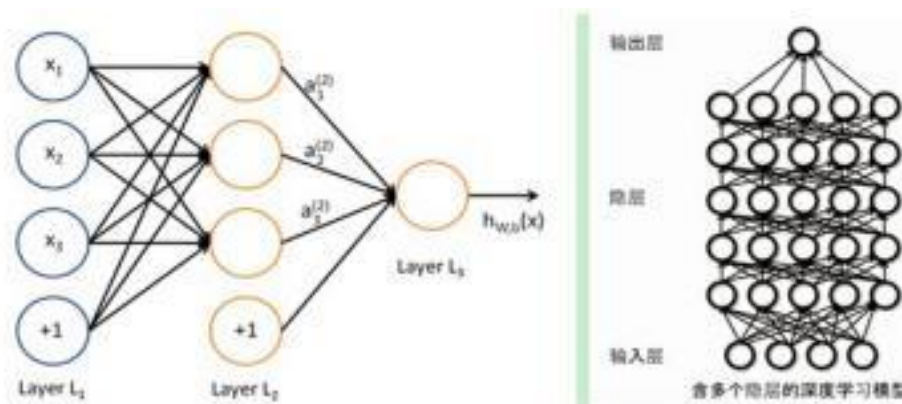 x₁
x₂
x₃
+1
Layer L₁
+1
Layer L₂
a₁⁽²⁾
a₂⁽²⁾
a₃⁽²⁾
Layer L₃
h_W,b(x)
输出层
隐层
输入层
含多个隐层的深度学习模型